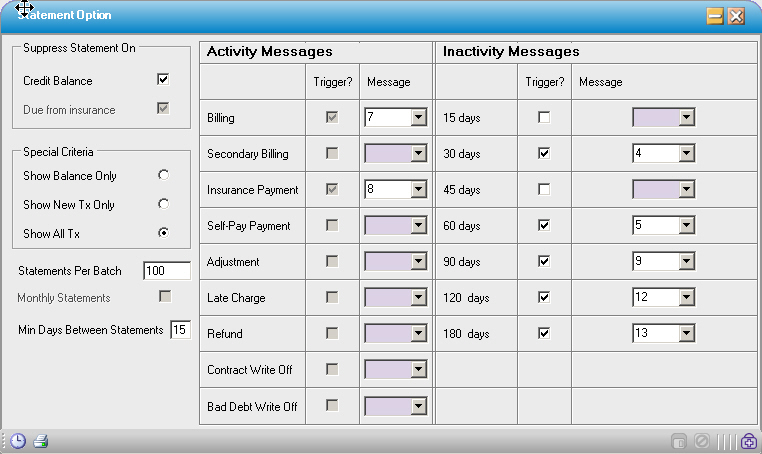 Statement Option
Suppress Statement On
Credit Balance
Due from insurance
Special Criteria
Show Balance Only
Show New Tx Only
Show All Tx
Statements Per Batch 100
Monthly Statements
Min Days Between Statements 15
Activity Messages
Trigger? Message
Billing 7
Secondary Billing
Insurance Payment 8
Self-Pay Payment
Adjustment
Late Charge
Refund
Contract Write Off
Bad Debt Write Off
Inactivity Messages
Trigger? Message
15 days
30 days 4
45 days
60 days 5
90 days 9
120 days 12
180 days 13